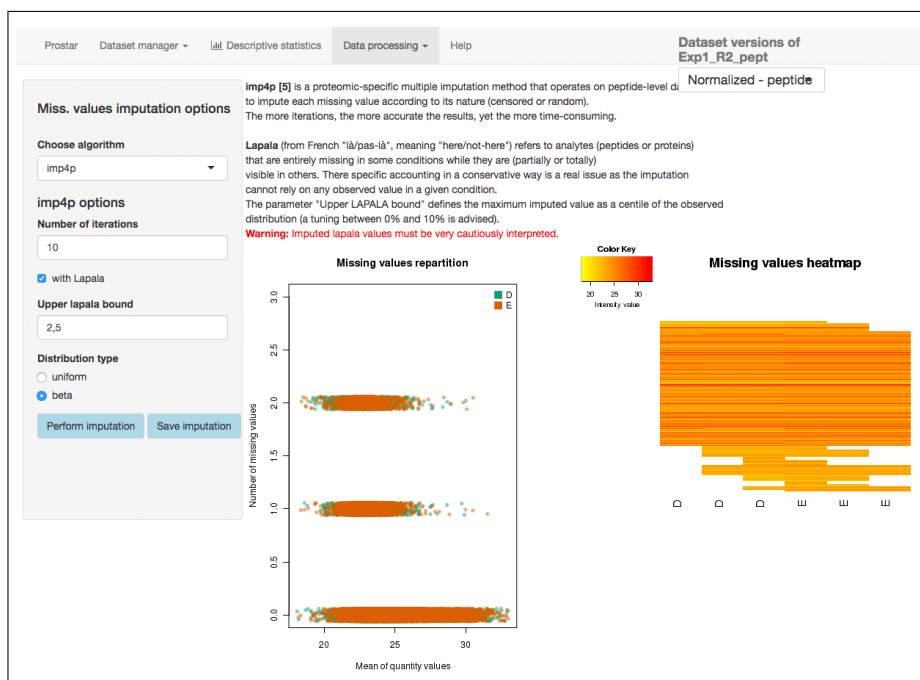 Prostar
Dataset manager
Descriptive statistics
Data processing
Help
Dataset versions of
Exp1_R2_pept
Normalized - peptide
Miss. values imputation options
Choose algorithm
imp4p
imp4p options
Number of iterations
10
with Lapala
Upper lapala bound
2,5
Distribution type
uniform
beta
Perform imputation
Save imputation
imp4p [5] is a proteomic-specific multiple imputation method that operates on peptide-level
to impute each missing value according to its nature (censored or random).
The more iterations, the more accurate the results, yet the more time-consuming.
Lapala (from French "là/pas-là", meaning "here/not-here") refers to analytes (peptides or proteins)
that are entirely missing in some conditions while they are (partially or totally)
visible in others. There specific accounting in a conservative way is a real issue as the imputation
cannot rely on any observed value in a given condition.
The parameter "Upper LAPALA bound" defines the maximum imputed value as a centile of the observed
distribution (a tuning between 0% and 10% is advised).
Warning: Imputed lapala values must be very cautiously interpreted.
Missing values repartition
D
E
Number of missing values
3.0
2.5
2.0
1.5
1.0
0.5
0.0
20 25 30
Mean of quantity values
Color Key
20 25 30
Intensity value
Missing values heatmap
D D D E E E